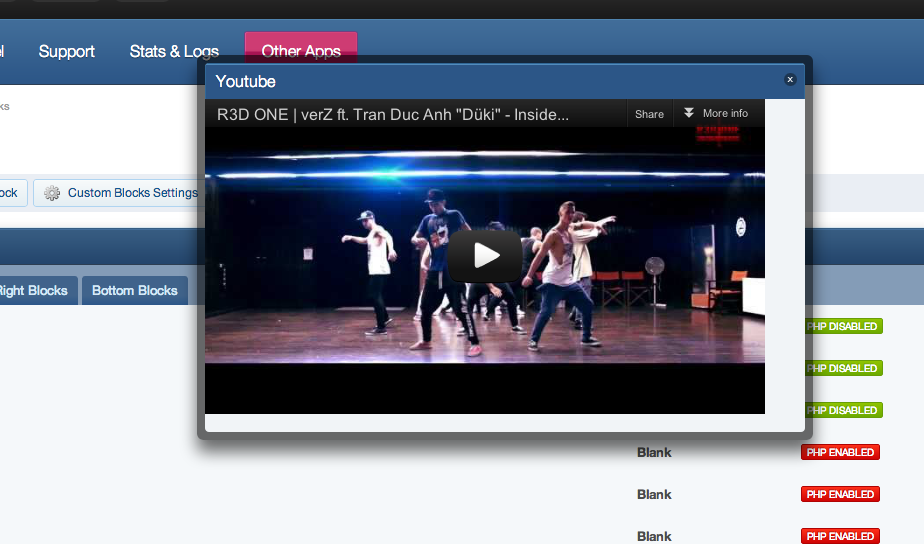 Support
Stats & Logs
Other Apps
Youtube
ks
R3D ONE | verZ ft. Tran Duc Anh "Düki" - Inside...
Share
More info
ock
Custom Blocks Settings
Right Blocks
Bottom Blocks
PHP DISABLED
PHP DISABLED
PHP DISABLED
Blank
PHP ENABLED
Blank
PHP ENABLED
Blank
PHP ENABLED